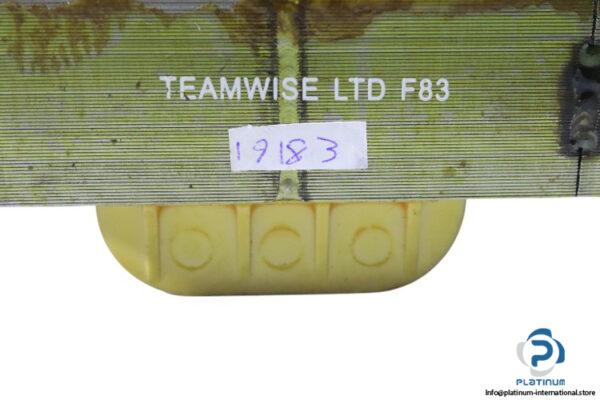 TEAMWISE LTD F83
19183
PLATINUM
Info@platinum-international.store